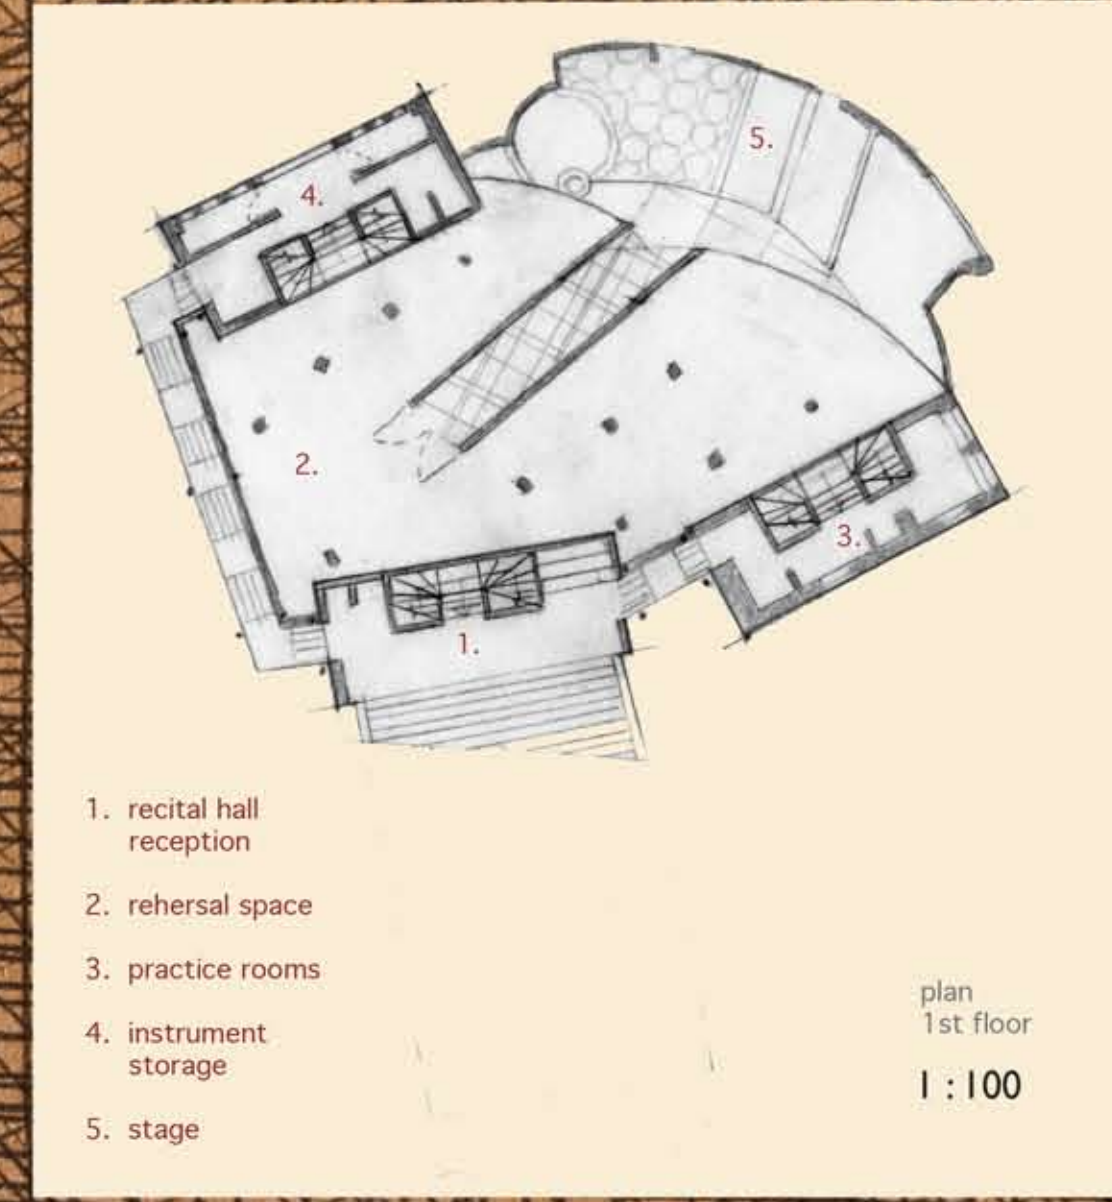 5.
4.
2.
3.
1.
1. recital hall
reception
2. rehersal space
3. practice rooms
4. instrument
storage
5. stage
plan
1st floor
1:100